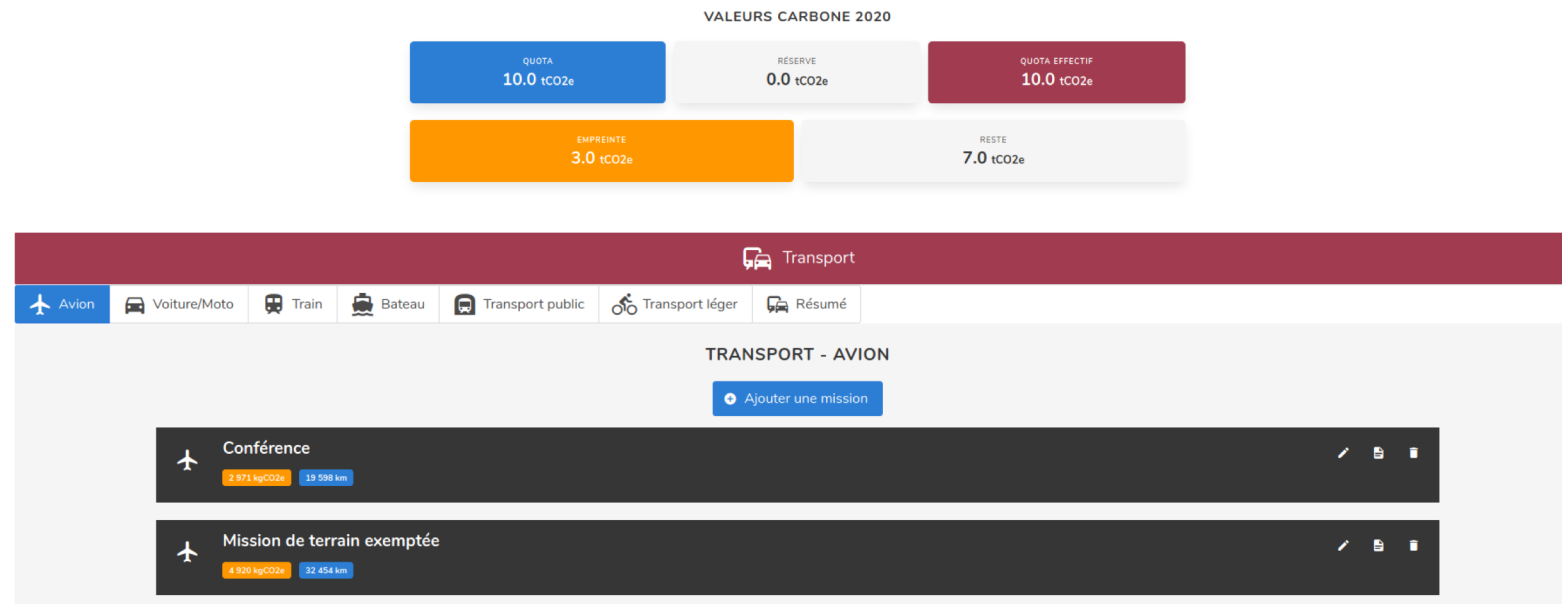 VALEURS CARBONE 2020
QUOTA
10.0 tCO2e
RÉSERVE
0.0 tCO2e
QUOTA EFFECTIF
10.0 tCO2e
EMPREINTE
3.0 tCO2e
RESTE
7.0 tCO2e
Transport
Avion
Voiture/Moto
Train
Bateau
Transport public
Transport léger
Résumé
TRANSPORT - AVION
Ajouter une mission
Conférence
2 971 kgCO2e 19 598 km
Mission de terrain exemptée
4 920 kgCO2e 32 454 km